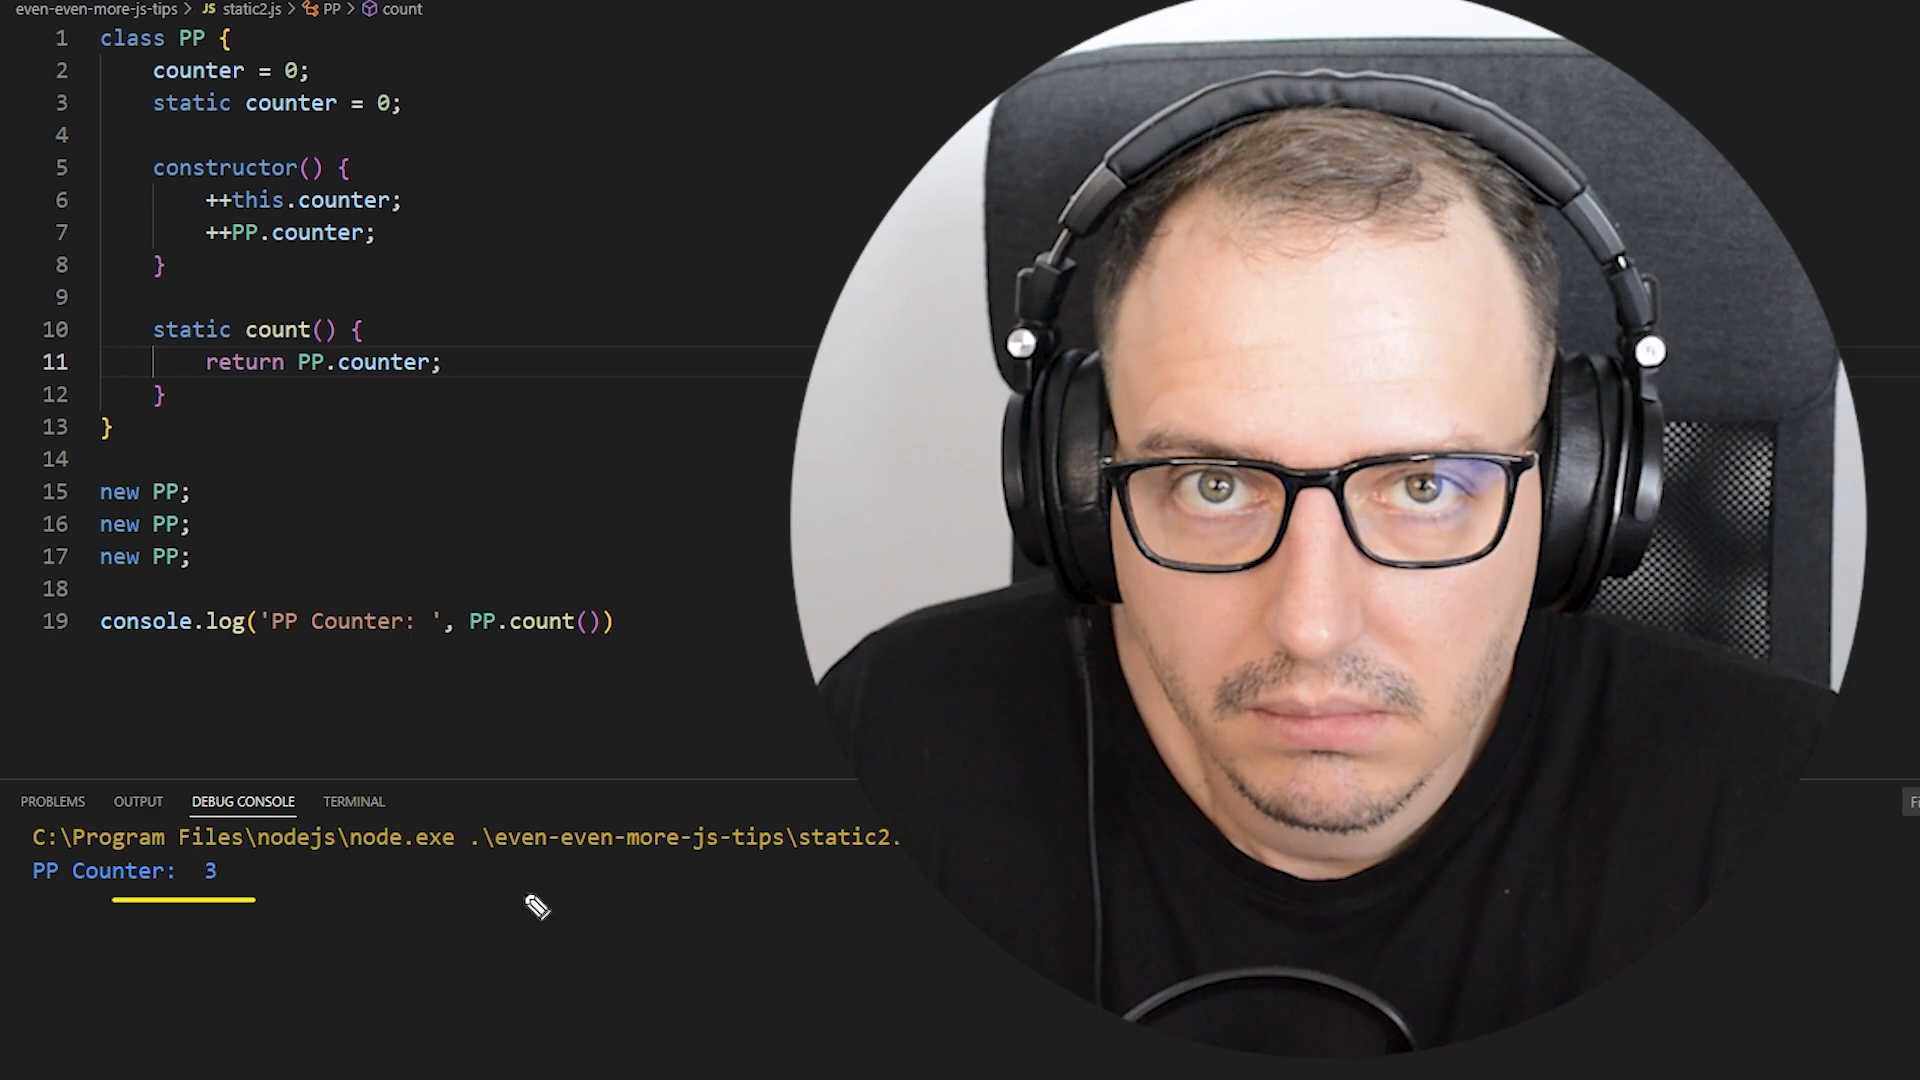 even-even-more-js-tips > JS static2.js > PP > count
1 class PP {
2 counter = 0;
3 static counter = 0;
4
5 constructor() {
6 ++this.counter;
7 ++PP.counter;
8 }
9
10 static count() {
11 return PP.counter;
12 }
13 }
14
15 new PP;
16 new PP;
17 new PP;
18
19 console.log('PP Counter: ', PP.count())
PROBLEMS OUTPUT DEBUG CONSOLE TERMINAL
Fi
C:\Program Files\nodejs\node.exe .\even-even-more-js-tips\static2.
PP Counter:  3